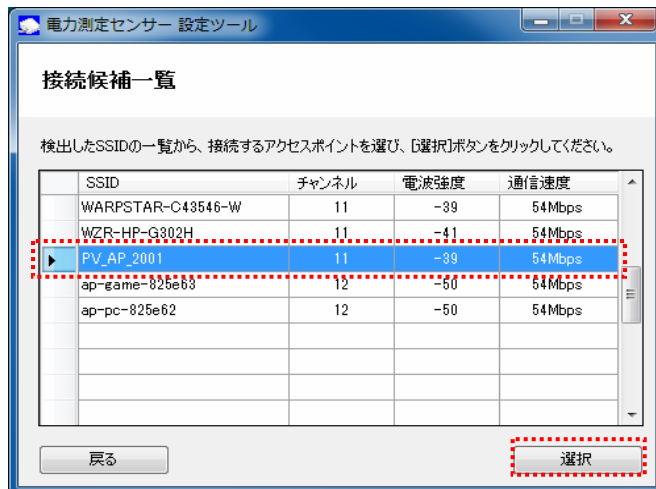 電力測定センサー 設定ツール
接続候補一覧
検出したSSIDの一覧から、接続するアクセスポイントを選び、[選択]ボタンをクリックしてください。
SSID チャンネル 電波強度 通信速度
WARPSTAR-C43546-W 11 -39 54Mbps
WZR-HP-G302H 11 -41 54Mbps
PV_AP_2001 11 -39 54Mbps
ap-game-825e63 12 -50 54Mbps
ap-pc-825e62 12 -50 54Mbps
戻る 選択